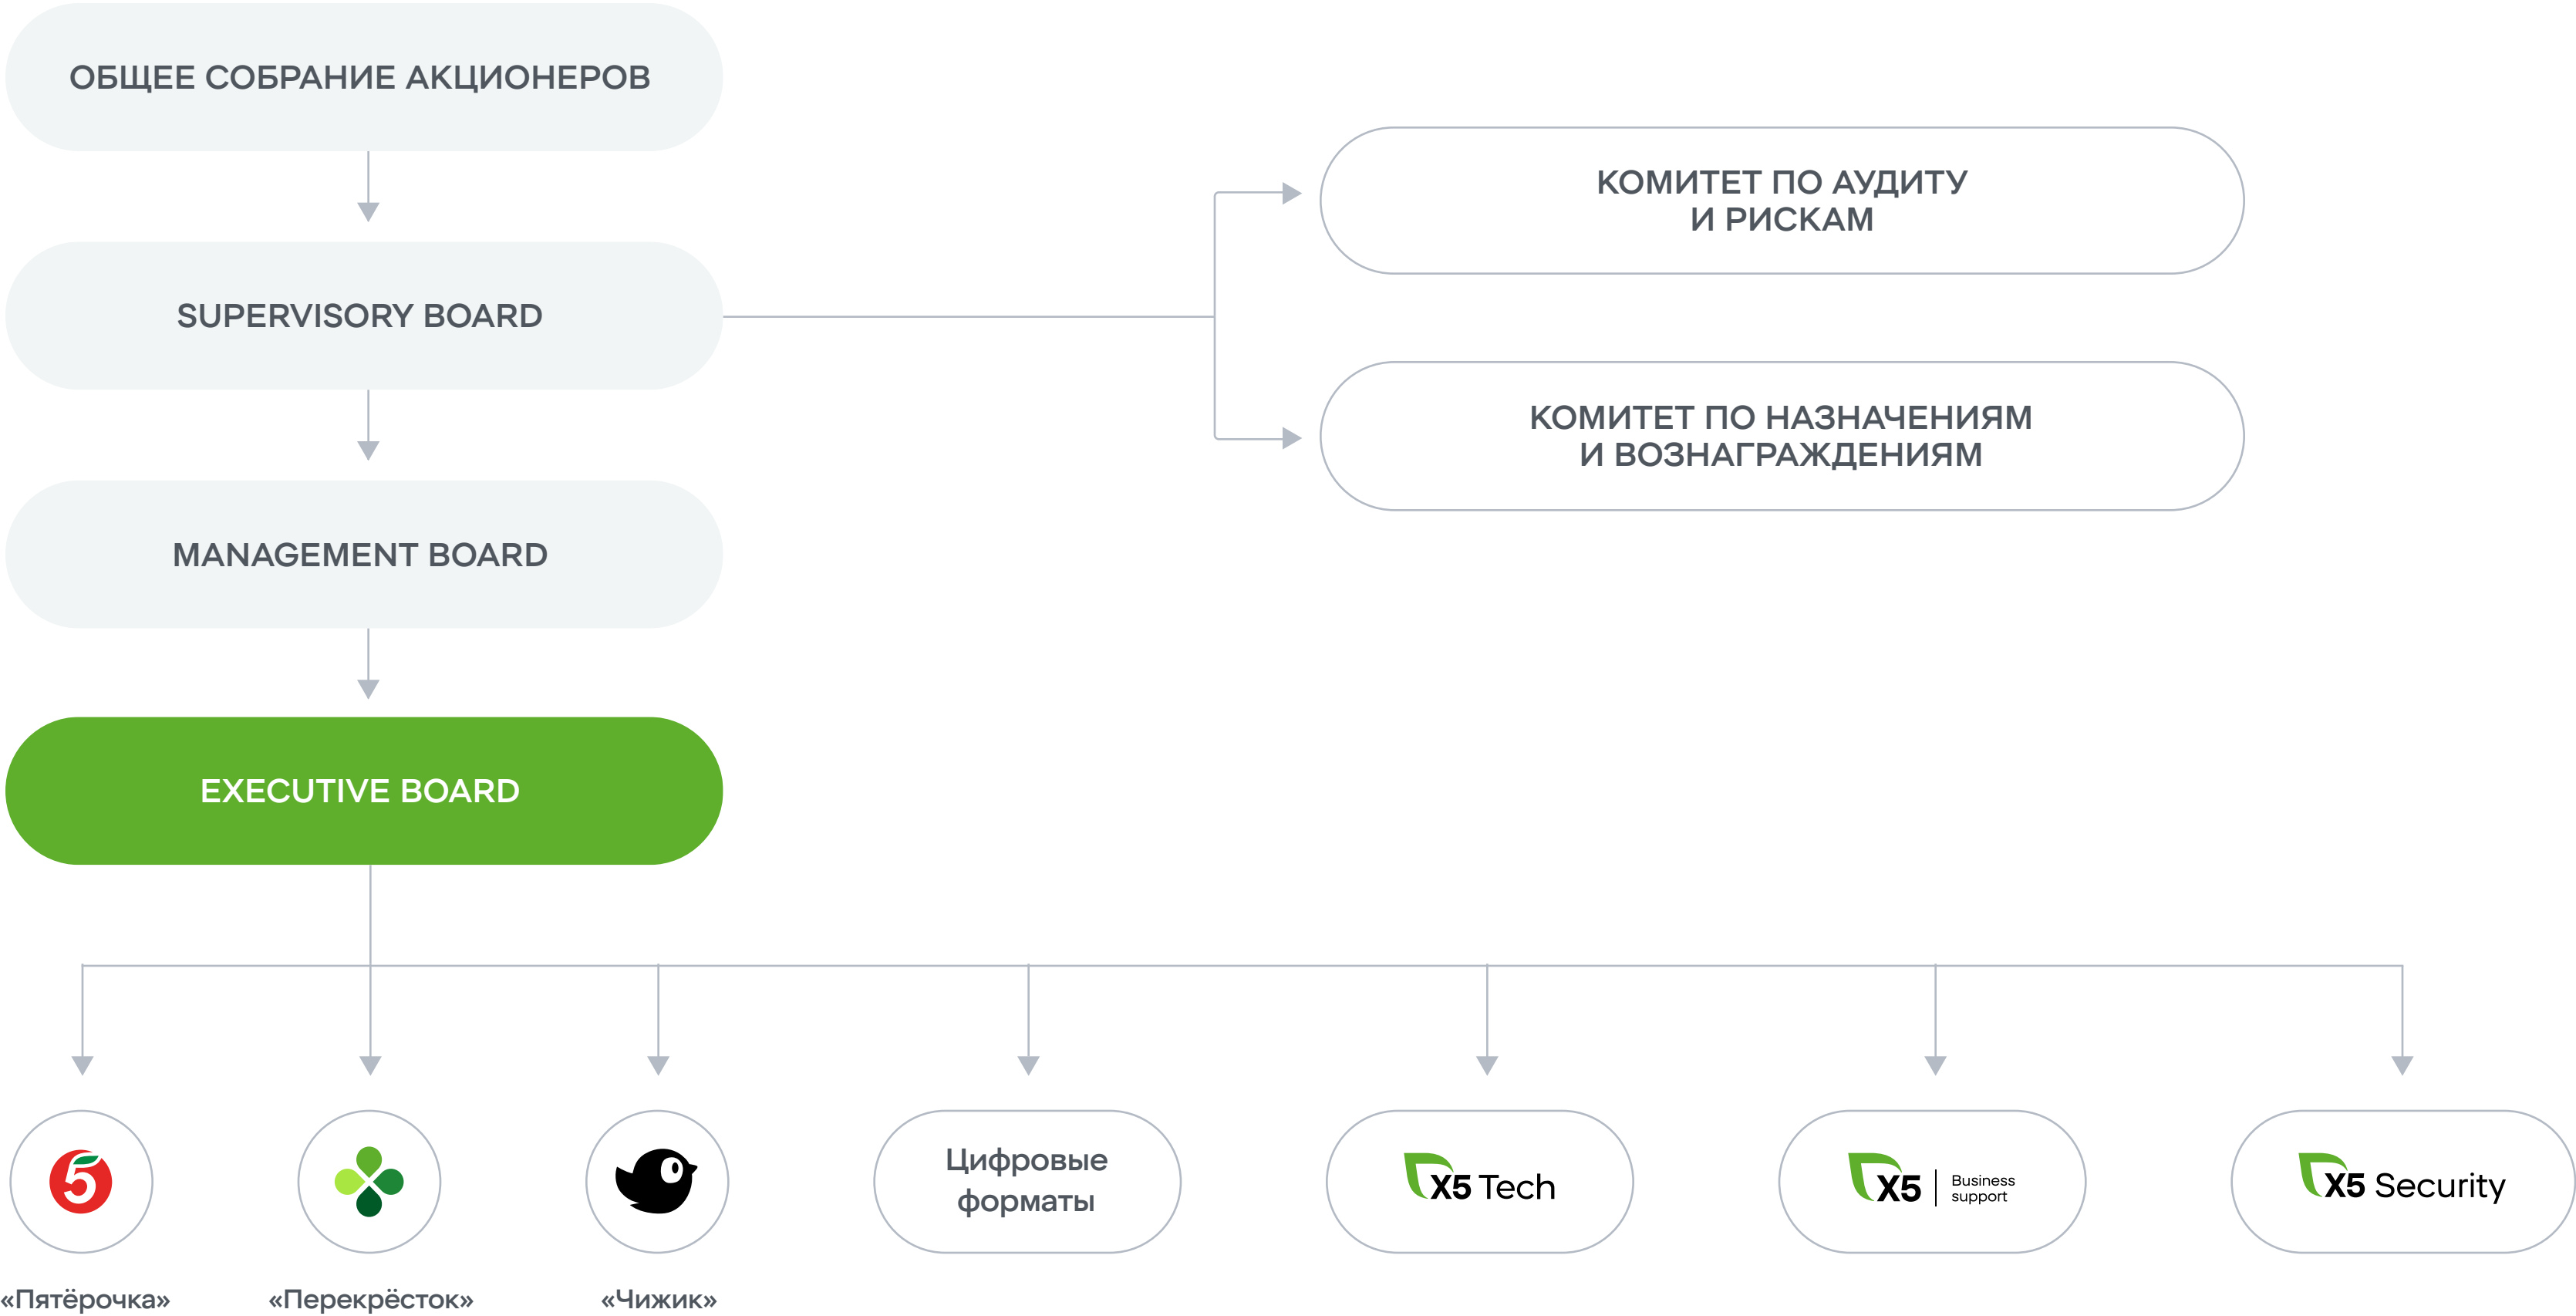 ОБЩЕЕ СОБРАНИЕ АКЦИОНЕРОВ
КОМИТЕТ ПО АУДИТУ
И РИСКАМ
SUPERVISORY BOARD
КОМИТЕТ ПО НАЗНАЧЕНИЯМ
И ВОЗНАГРАЖДЕНИЯМ
MANAGEMENT BOARD
EXECUTIVE BOARD
5
«Пятёрочка»
«Перекрёсток»
«Чижик»
Цифровые
форматы
X5 Tech
X5 Business
support
X5 Security